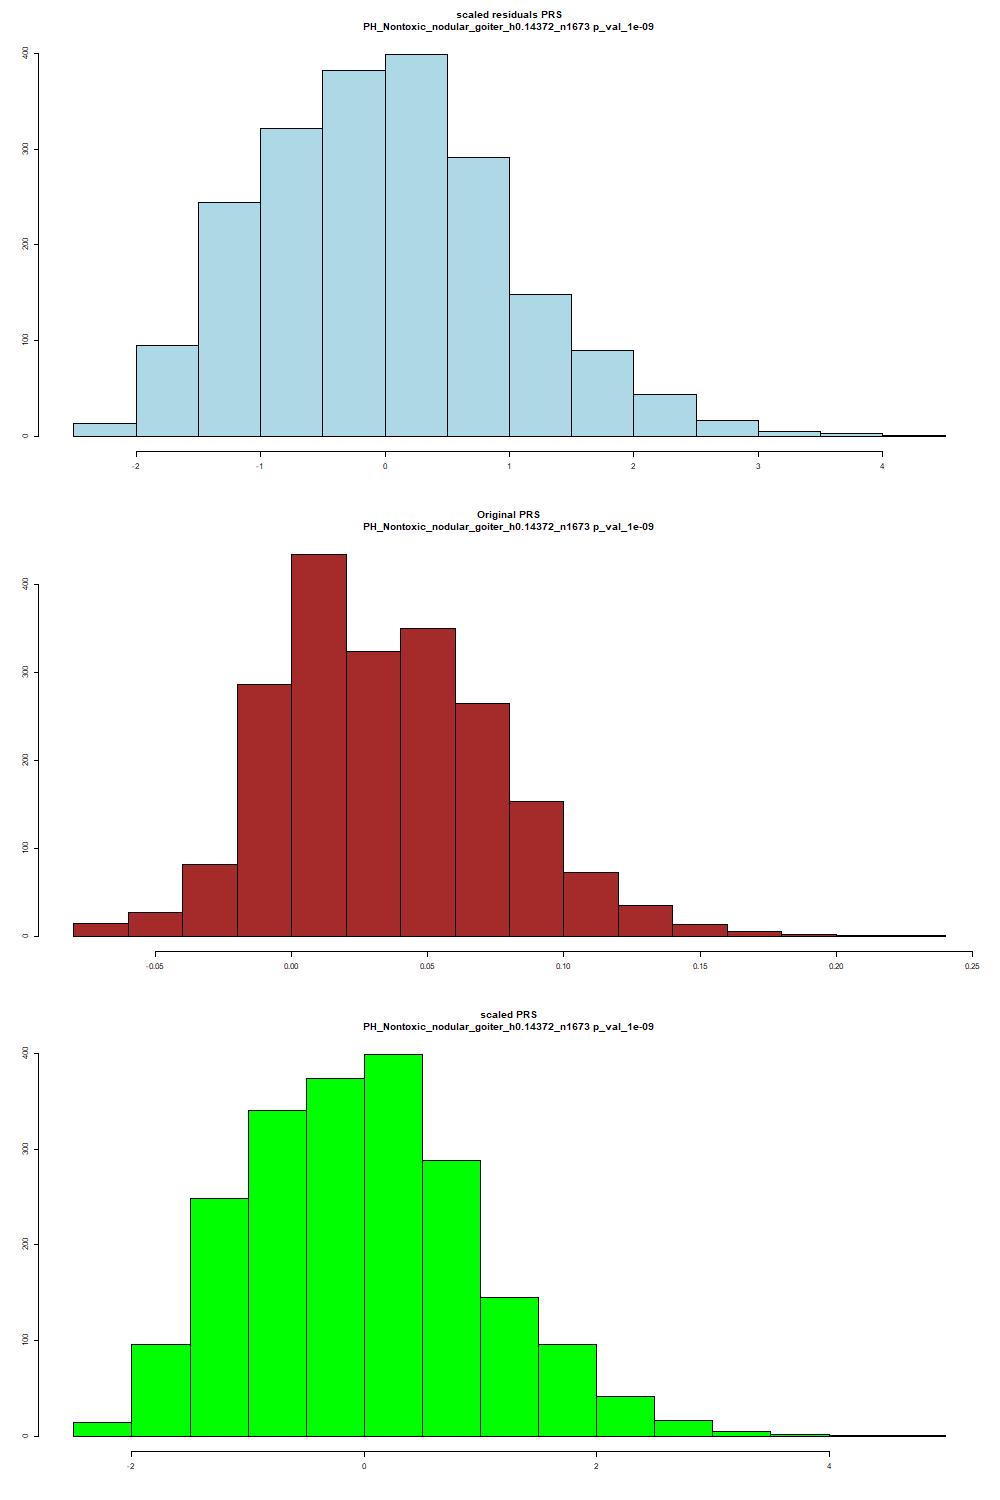 scaled residuals PRS
PH_Nontoxic_nodular_goiter_h0.14372_n1673 p_val_1e-09
400
300
200
100
0
-2 -1 0 1 2 3 4
Original PRS
PH_Nontoxic_nodular_goiter_h0.14372_n1673 p_val_1e-09
400
300
200
100
0
-0.05 0.00 0.05 0.10 0.15 0.20 0.25
scaled PRS
PH_Nontoxic_nodular_goiter_h0.14372_n1673 p_val_1e-09
400
300
200
100
0
-2 0 2 4